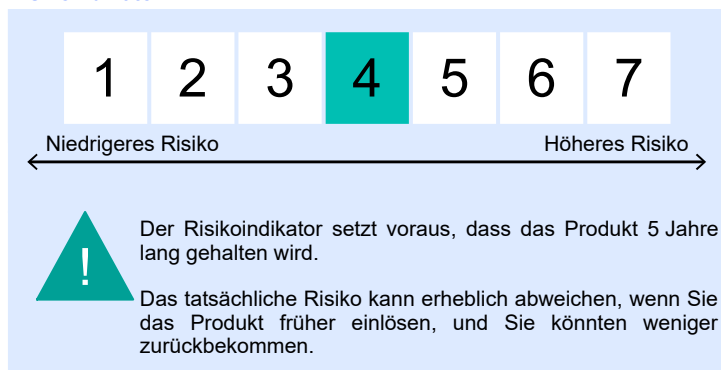 1 2 3 4 5 6 7
Niedrigeres Risiko Höheres Risiko
!
Der Risikoindikator setzt voraus, dass das Produkt 5 Jahre
lang gehalten wird.
Das tatsächliche Risiko kann erheblich abweichen, wenn Sie
das Produkt früher einlösen, und Sie könnten weniger
zurückbekommen.